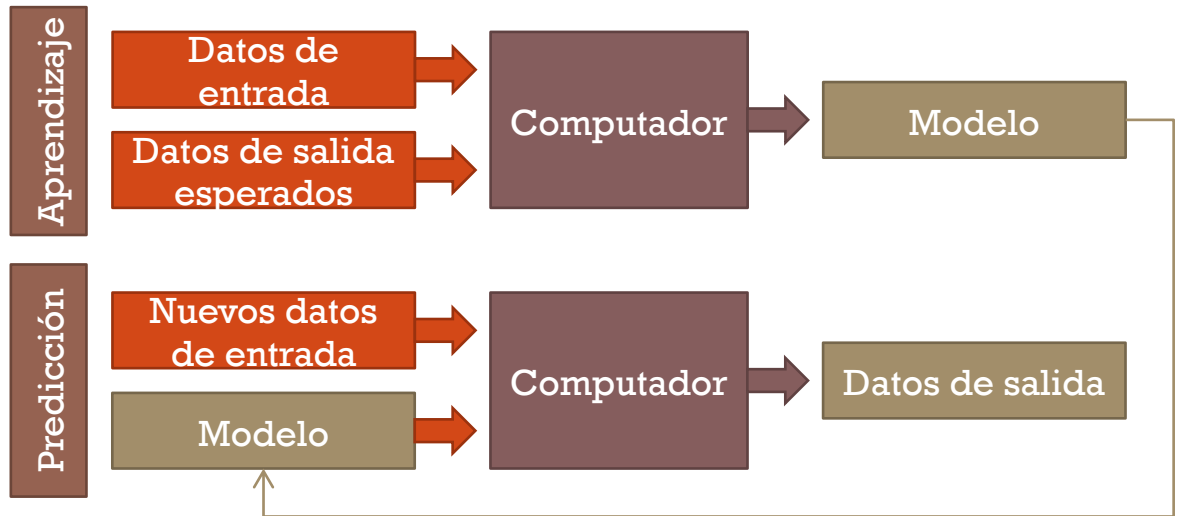 Aprendizaje
Datos de
entrada
Datos de salida
esperados
Computador
Modelo
Predicción
Nuevos datos
de entrada
Modelo
Computador
Datos de salida